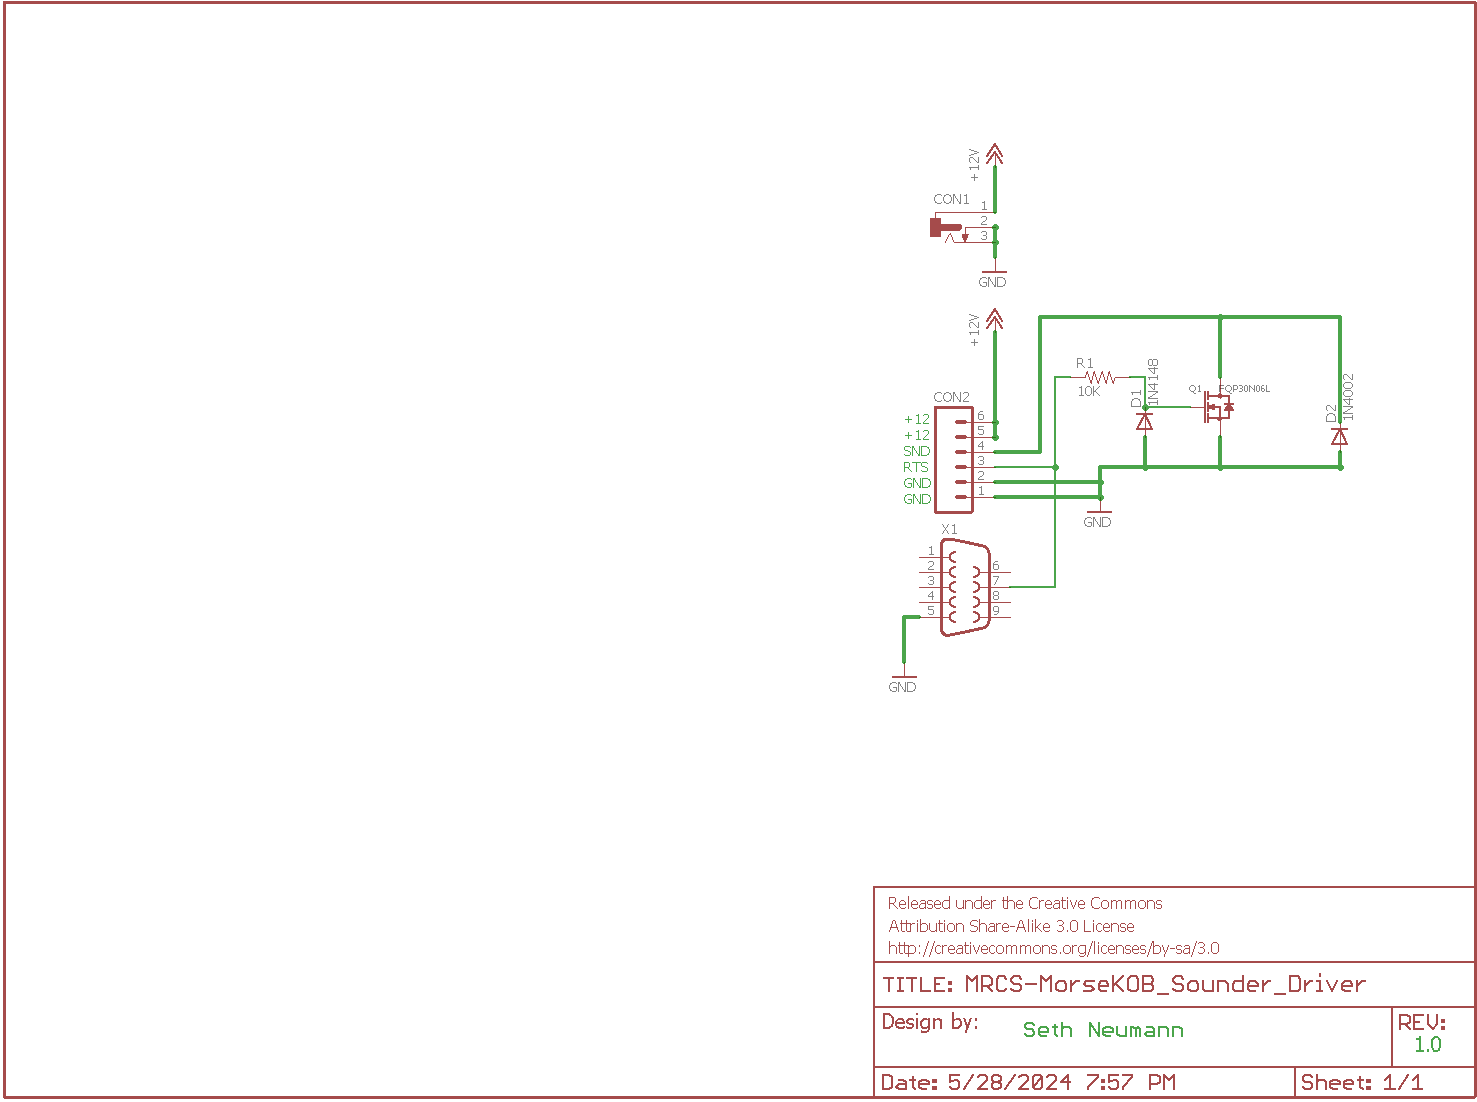 +12V
CON1
1
2
3
GND
+12V
R1
10K
D1
1N4148
Q1
FQP30N06L
D2
1N4002
CON2
+12
+12
SND
RTS
GND
GND
6
5
4
3
2
1
GND
X1
1
2
3
4
5
6
7
8
9
GND
Released under the Creative Commons
Attribution Share-Alike 3.0 License
http://creativecommons.org/licenses/by-sa/3.0
TITLE: MRCS-MorseKOB_Sounder_Driver
Design by: Seth Neumann
REV:
1.0
Date: 5/28/2024 7:57 PM
Sheet: 1/1